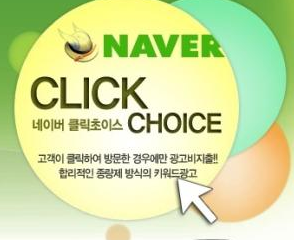 NAVER
CLICK
네이버 클릭초이스 CHOICE
고객이 클릭하여 방문한 경우에만 광고비지출!!
합리적인 종량제 방식의 키워드광고